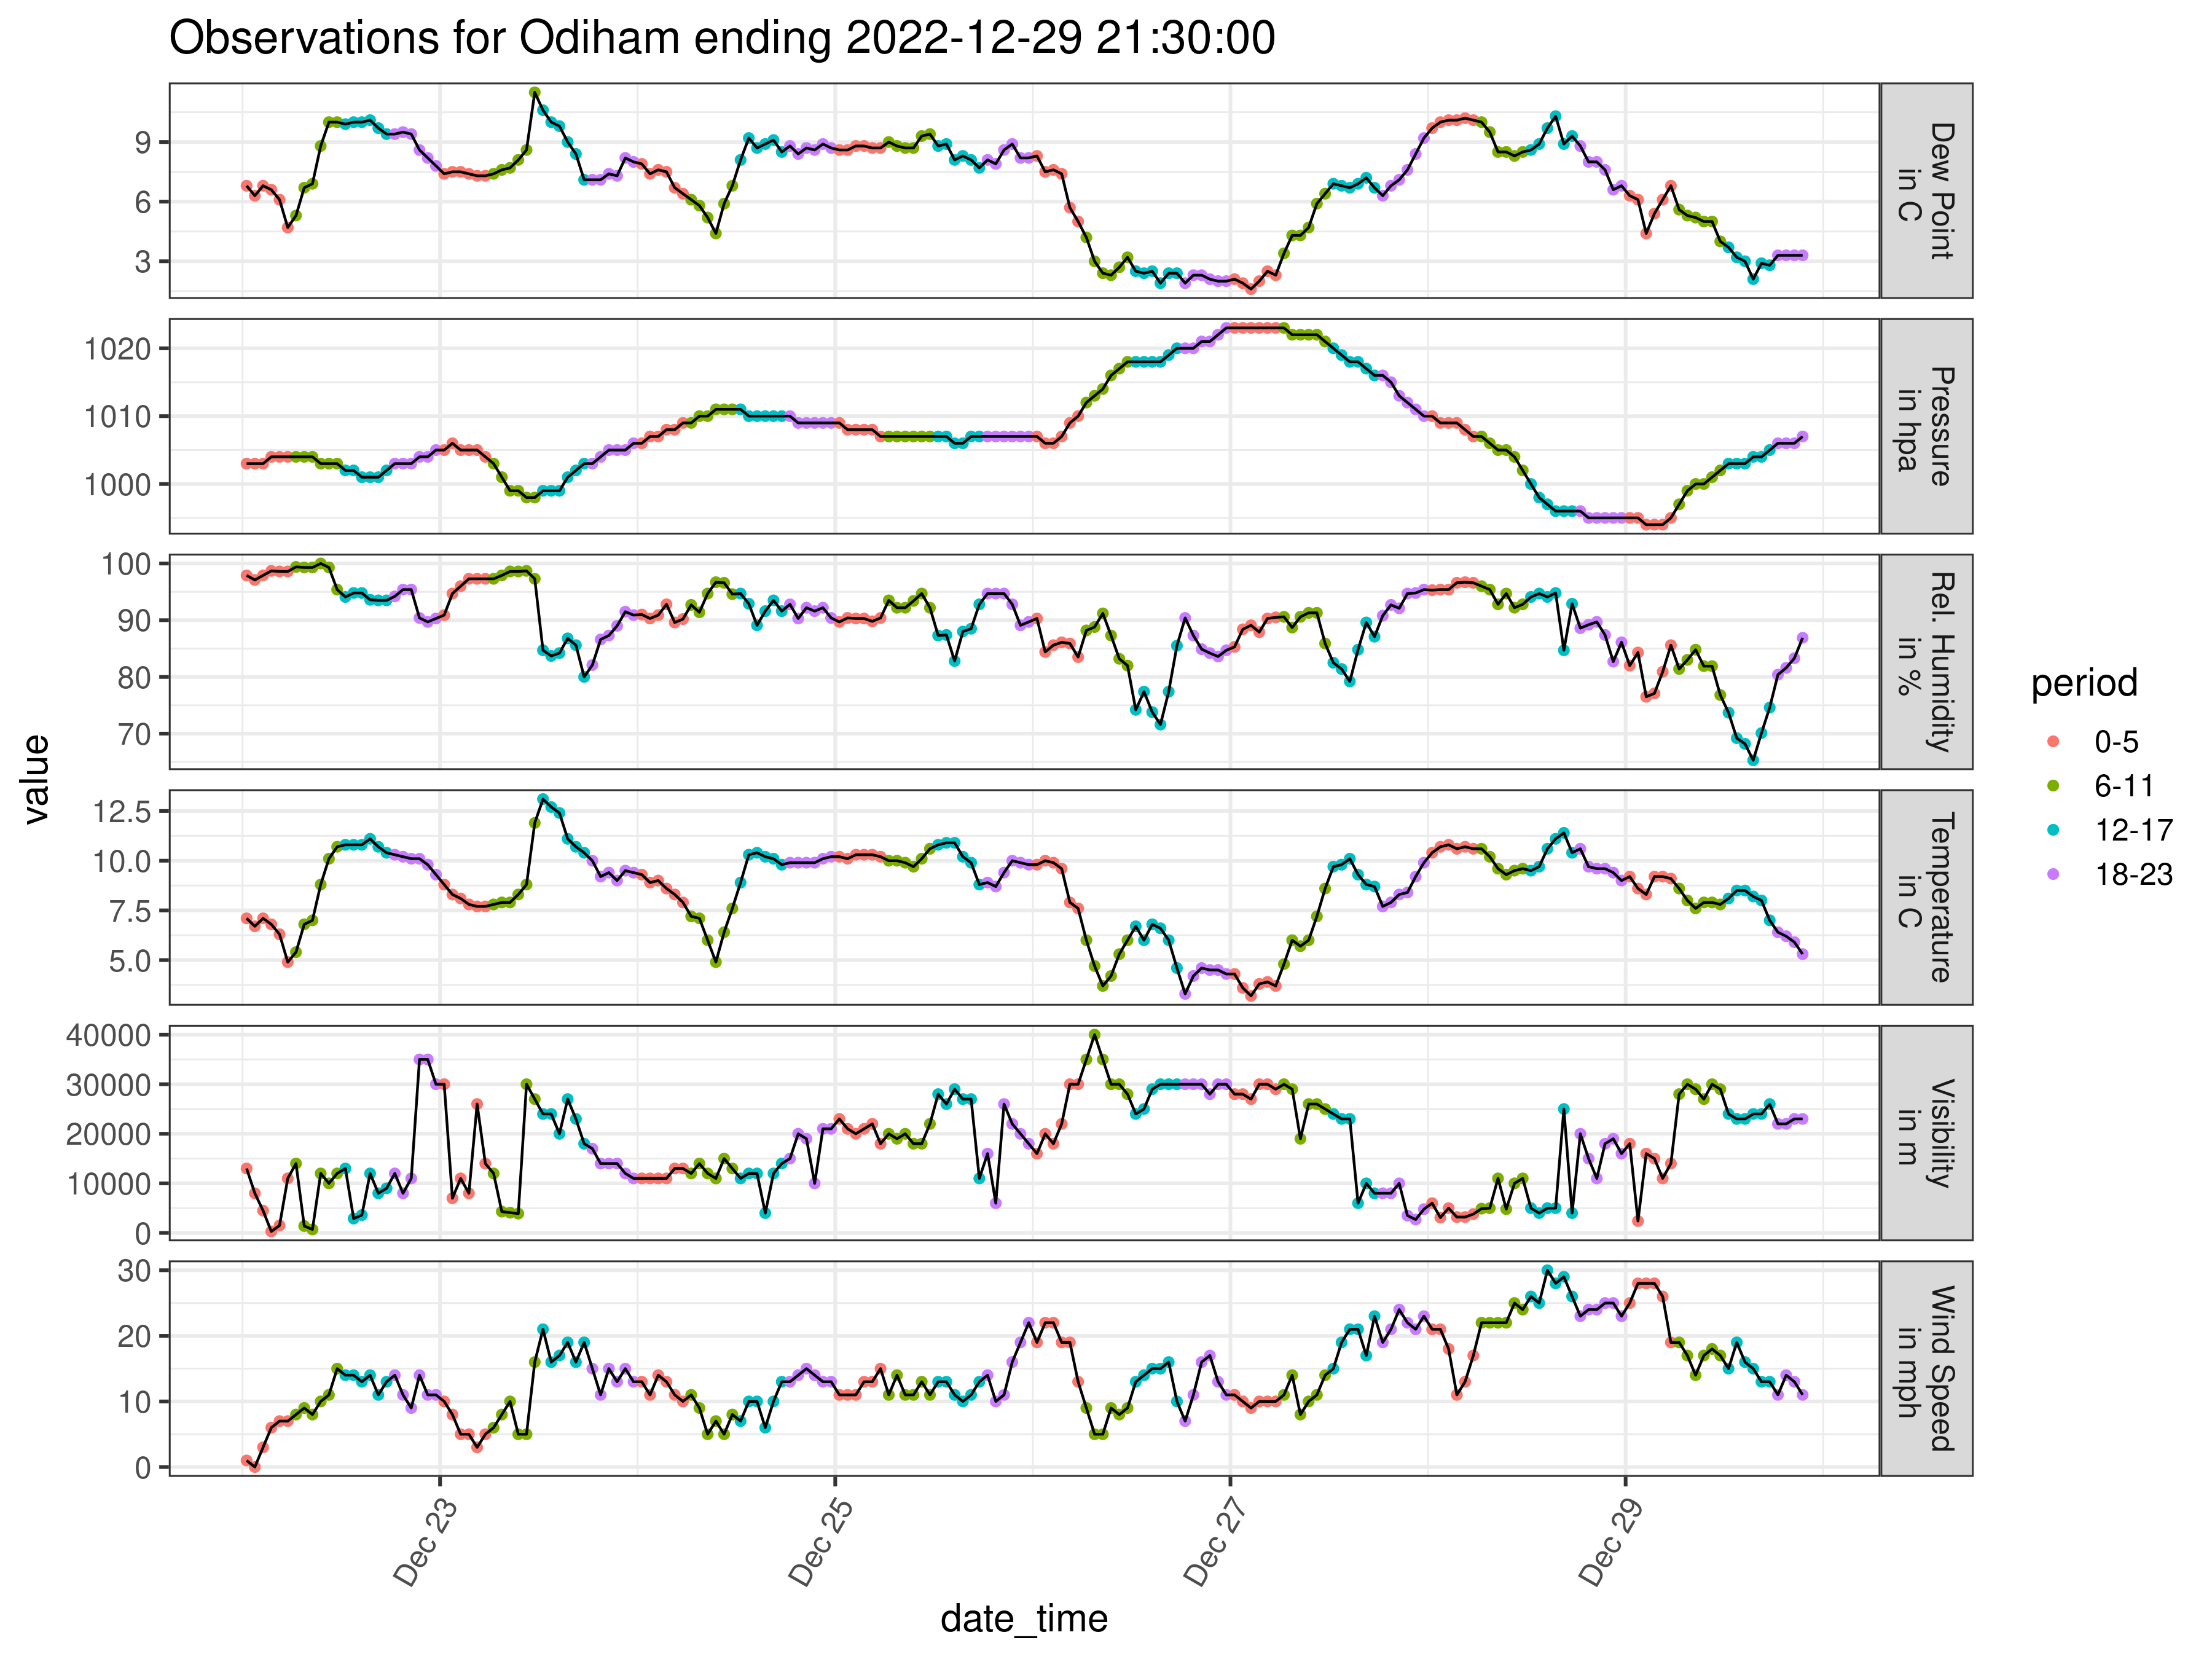 Observations for Odiham ending 2022-12-29 21:30:00
value
9
6
3
Dew Point
in C
1020
1010
1000
Pressure
in hpa
100
90
80
70
Rel. Humidity
in %
12.5
10.0
7.5
5.0
Temperature
in C
40000
30000
20000
10000
0
Visibility
in m
30
20
10
0
Wind Speed
in mph
Dec 23
Dec 25
Dec 27
Dec 29
date_time
period
0-5
6-11
12-17
18-23